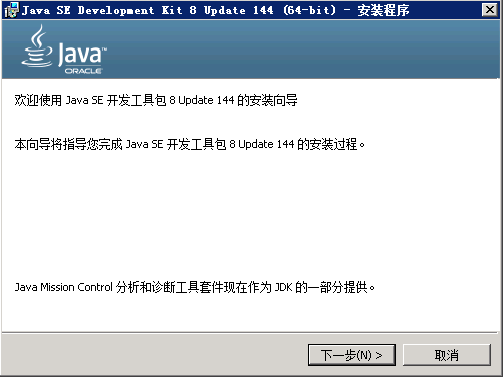 Java SE Development Kit 8 Update 144 (64-bit) - 安装程序
Java™
ORACLE
欢迎使用 Java SE 开发工具包 8 Update 144 的安装向导
本向导将指导您完成 Java SE 开发工具包 8 Update 144 的安装过程。
Java Mission Control 分析和诊断工具套件现在作为 JDK 的一部分提供。
下一步(N) >
取消